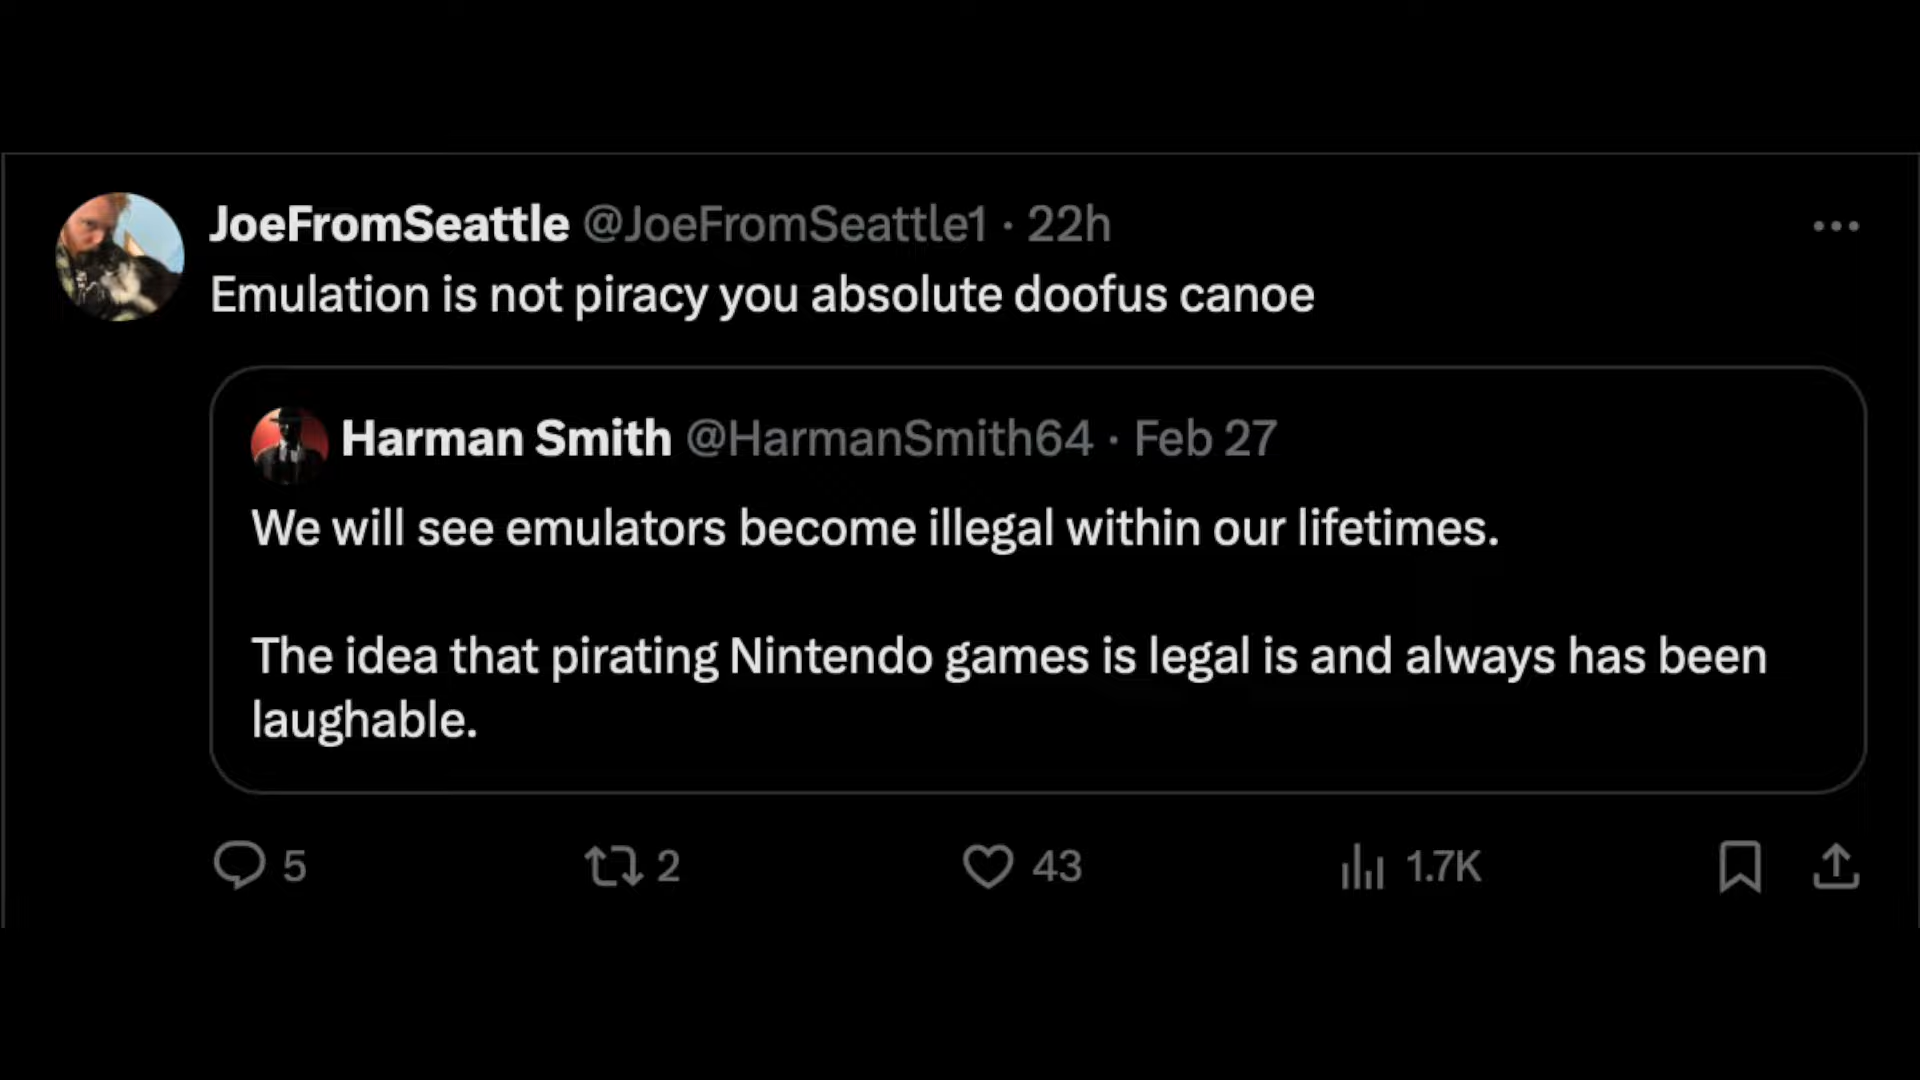 JoeFromSeattle @JoeFromSeattle1 · 22h
Emulation is not piracy you absolute doofus canoe
Harman Smith @HarmanSmith64 · Feb 27
We will see emulators become illegal within our lifetimes.
The idea that pirating Nintendo games is legal is and always has been
laughable.
5 2 43 1.7K